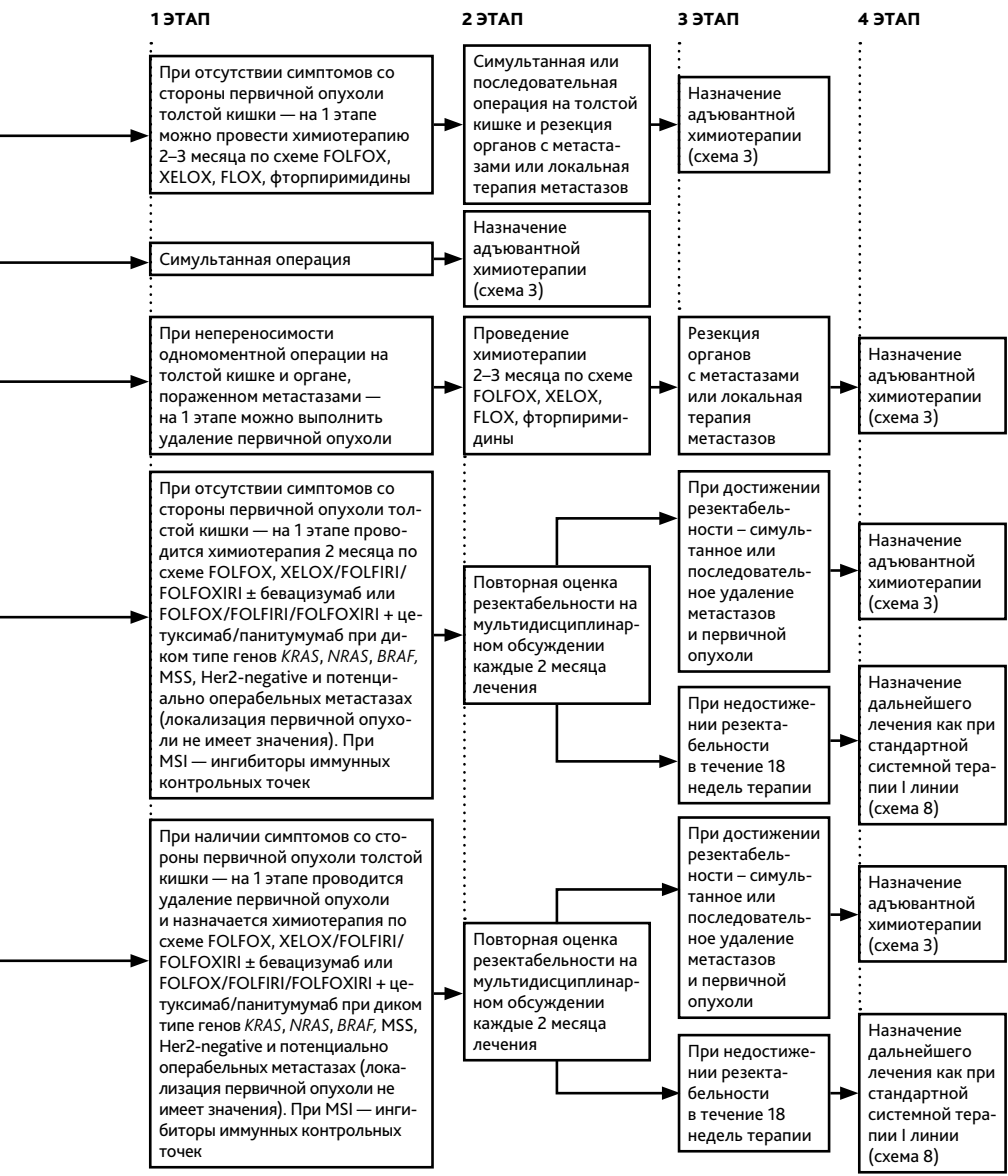 1 ЭТАП
2 ЭТАП
3 ЭТАП
4 ЭТАП
При отсутствии симптомов со
стороны первичной опухоли
толстой кишки — на 1 этапе
можно провести химиотерапию
2–3 месяца по схеме FOLFOX,
XELOX, FLOX, фторпиримидины
Симультанная или
последовательная
операция на толстой
кишке и резекция
органов с метаста-
зами или локальная
терапия метастазов
Назначение
адъювантной
химиотерапии
(схема 3)
Симультанная операция
Назначение
адъювантной
химиотерапии
(схема 3)
При непереносимости
одномоментной операции на
толстой кишке и органе,
пораженном метастазами —
на 1 этапе можно выполнить
удаление первичной опухоли
Проведение
химиотерапии
2–3 месяца по схеме
FOLFOX, XELOX,
FLOX, фторпирими-
дины
Резекция
органов
с метастазами
или локальная
терапия
метастазов
Назначение
адъювантной
химиотерапии
(схема 3)
При отсутствии симптомов со
стороны первичной опухоли тол-
стой кишки — на 1 этапе прово-
дится химиотерапия 2 месяца по
схеме FOLFOX, XELOX/FOLFIRI/
FOLFOXIRI ± бевацизумаб или
FOLFOX/FOLFIRI/FOLFOXIRI + це-
туксимаб/панитумумаб при ди-
ком типе генов KRAS, NRAS, BRAF,
MSS, Her2-negative и потенци-
ально операбельных метастазах
(локализация первичной опухо-
ли не имеет значения). При
MSI — ингибиторы иммунных
контрольных точек
Повторная оценка
резектабельности на
мультидисциплинар-
ном обсуждении
каждые 2 месяца
лечения
При достижении
резектабель-
ности – симуль-
танное или
последователь-
ное удаление
метастазов
и первичной
опухоли
Назначение
адъювантной
химиотерапии
(схема 3)
При недостиже-
нии резекта-
бельности
в течение 18
недель терапии
Назначение
дальнейшего
лечения как при
стандартной
системной тера-
пии I линии
(схема 8)
При наличии симптомов со сто-
роны первичной опухоли толстой
кишки — на 1 этапе проводится
удаление первичной опухоли
и назначается химиотерапия по
схеме FOLFOX, XELOX/FOLFIRI/
FOLFOXIRI ± бевацизумаб или
FOLFOX/FOLFIRI/FOLFOXIRI + це-
туксимаб/панитумумаб при диком
типе генов KRAS, NRAS, BRAF, MSS,
Her2-negative и потенциально
операбельных метастазах (лока-
лизация первичной опухоли не
имеет значения). При MSI — инги-
биторы иммунных контрольных
точек
Повторная оценка
резектабельности на
мультидисциплинар-
ном обсуждении
каждые 2 месяца
лечения
При достижении
резектабель-
ности – симуль-
танное или
последователь-
ное удаление
метастазов
и первичной
опухоли
Назначение
адъювантной
химиотерапии
(схема 3)
При недостиже-
нии резекта-
бельности
в течение 18
недель терапии
Назначение
дальнейшего
лечения как при
стандартной
системной тера-
пии I линии
(схема 8)